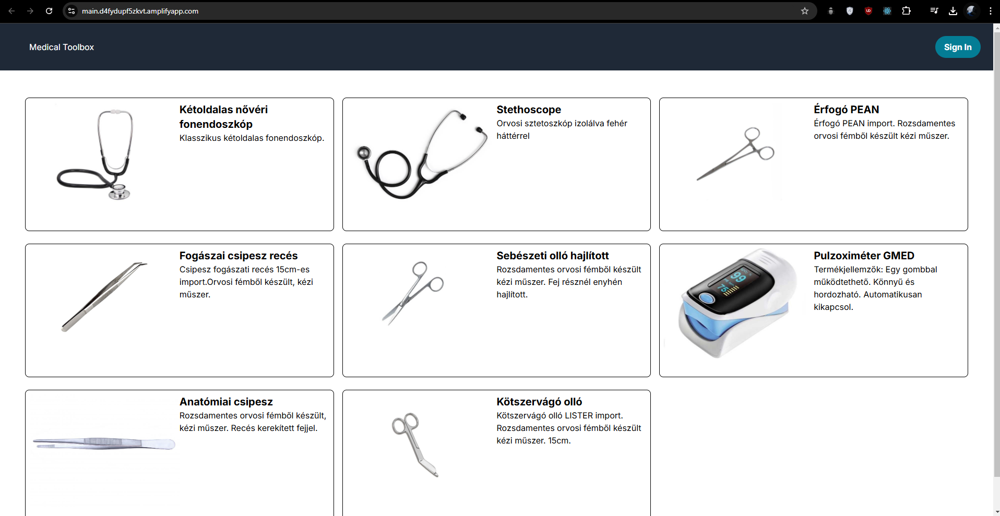 main.d4fydupf5zkvt.amplifyapp.com
Medical Toolbox
Sign In
Kétoldalas nővéri
fonendoszkóp
Klasszikus kétoldalas fonendoszkóp.
Stethoscope
Orvosi sztetoszkóp izolálva fehér
háttérrel
Érfogó PEAN
Érfogó PEAN import. Rozsdamentes
orvosi fémből készült kézi műszer.
Fogászai csipesz recés
Csipesz fogászati recés 15cm-es
import.Orvosi fémből készült, kézi
műszer.
Sebészeti olló hajlított
Rozsdamentes orvosi fémből készült
kézi műszer. Fej résznél enyhén
hajlított.
99
75
Pulzoximéter GMED
Termékjellemzők: Egy gombbal
működtethető. Könnyű és
hordozható. Automatikusan
kikapcsol.
Anatómiai csipesz
Rozsdamentes orvosi fémből készült,
kézi műszer. Recés kerekített fejjel.
Kötszervágó olló
Kötszervágó olló LISTER import.
Rozsdamentes orvosi fémből készült
kézi műszer. 15cm.